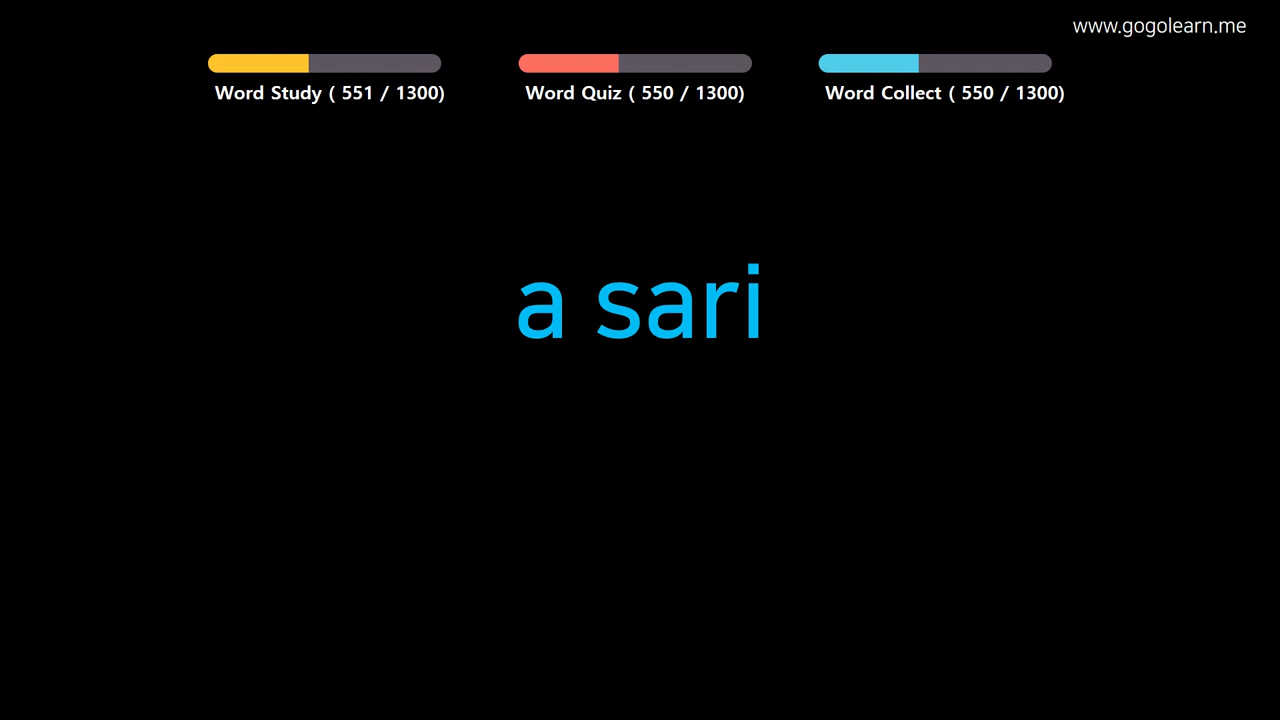 www.gogolearn.me
Word Study ( 551 / 1300)
Word Quiz ( 550 / 1300)
Word Collect ( 550 / 1300)
a sari